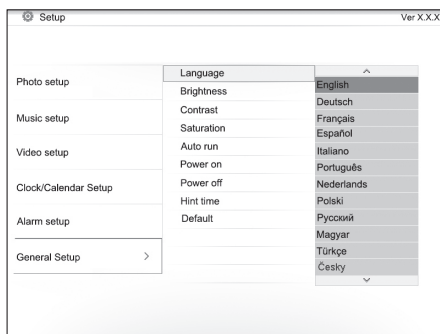 Setup
Ver X.X.X
Photo setup
Music setup
Video setup
Clock/Calendar Setup
Alarm setup
General Setup
Language
Brightness
Contrast
Saturation
Auto run
Power on
Power off
Hint time
Default
English
Deutsch
Français
Español
Italiano
Português
Nederlands
Polski
Русский
Magyar
Türkçe
Česky